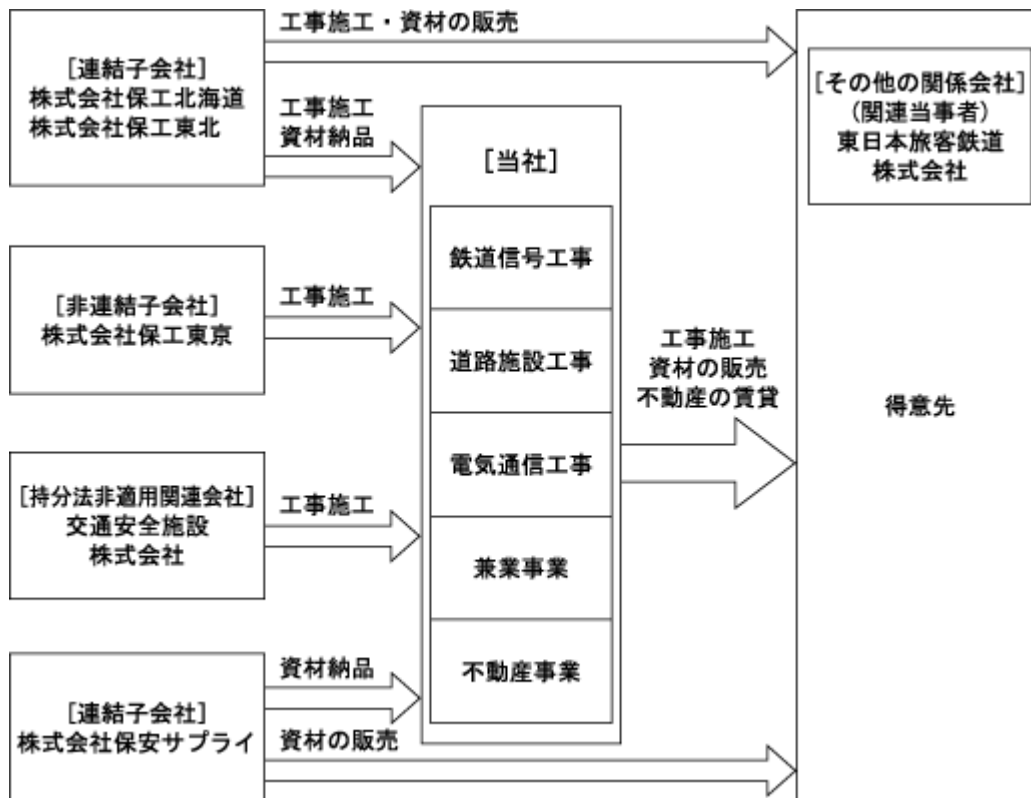 工事施工・資材の販売
[連結子会社]
株式会社保工北海道
株式会社保工東北
工事施工
資材納品
[非連結子会社]
株式会社保工東京
工事施工
[持分法非適用関連会社]
交通安全施設
株式会社
工事施工
[連結子会社]
株式会社保安サプライ
資材納品
資材の販売
[当社]
鉄道信号工事
道路施設工事
電気通信工事
兼業事業
不動産事業
工事施工
資材の販売
不動産の賃貸
[その他の関係会社]
(関連当事者)
東日本旅客鉄道
株式会社
得意先